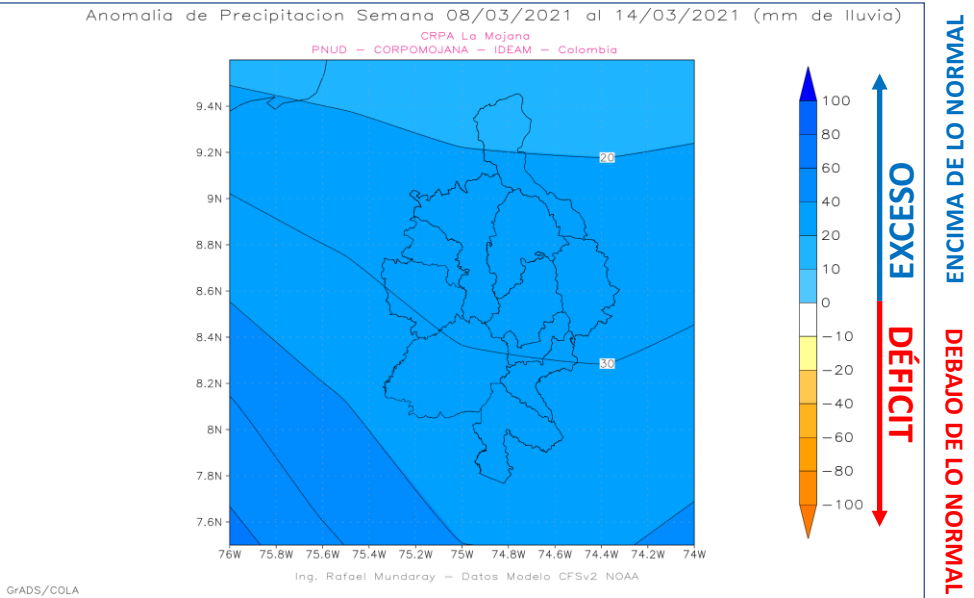 Anomalia de Precipitacion Semana 08/03/2021 al 14/03/2021 (mm de lluvia)
CRPA La Mojana
PNUD – CORPOMOJANA – IDEAM – Colombia
9.4N
9.2N
9N
8.8N
8.6N
8.4N
8.2N
8N
7.8N
7.6N
20
30
76W 75.8W 75.6W 75.4W 75.2W 75W 74.8W 74.6W 74.4W 74.2W 74W
Ing. Rafael Mundaray – Datos Modelo CFSv2 NOAA
GrADS/COLA
100
80
60
40
20
10
0
−10
−20
−40
−60
−80
−100
EXCESO
DÉFICIT
ENCIMA DE LO NORMAL
DEBAJO DE LO NORMAL